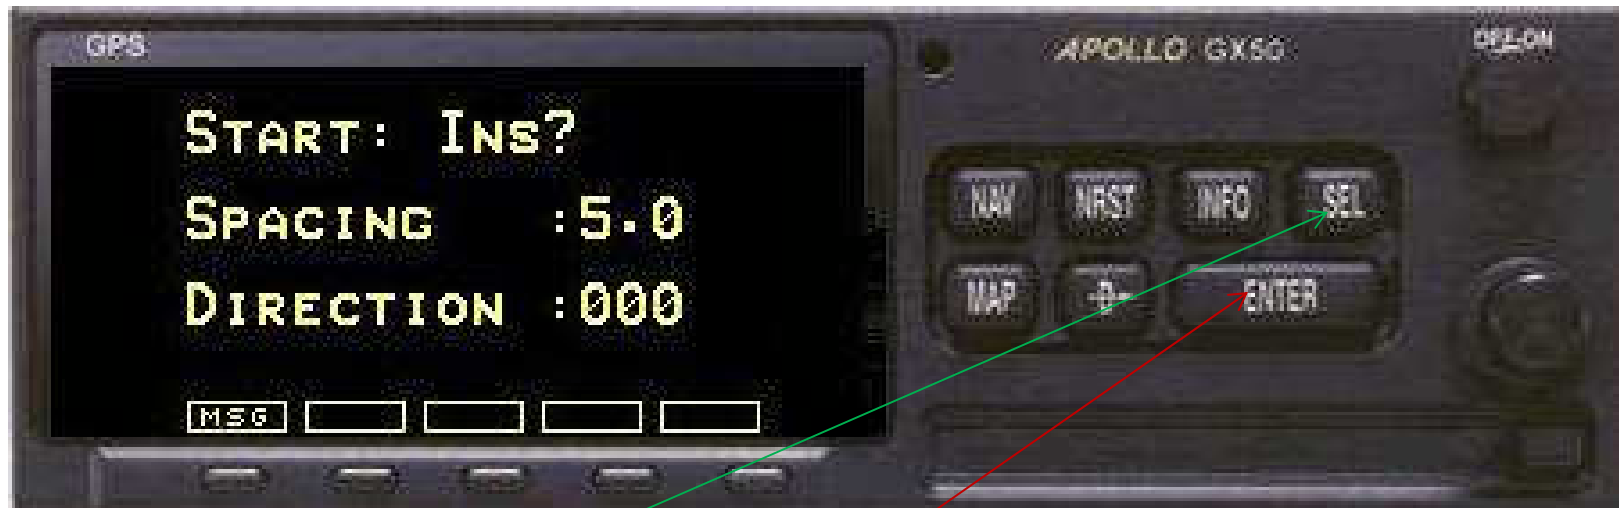 GPS
APOLLO GX50
OFF-ON
START: INS?
SPACING :5.0
DIRECTION :000
MSG
NAV NRST INFO SEL
MAP -D→ ENTER